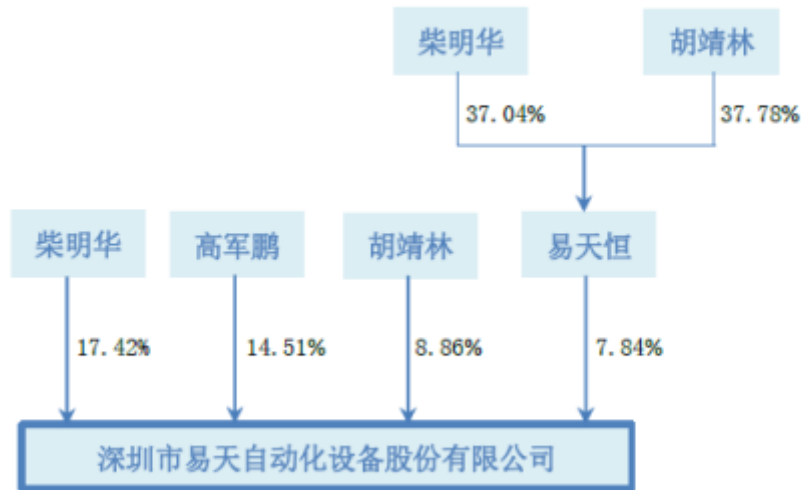 柴明华 胡靖林
37.04% 37.78%
柴明华 高军鹏 胡靖林 易天恒
17.42% 14.51% 8.86% 7.84%
深圳市易天自动化设备股份有限公司